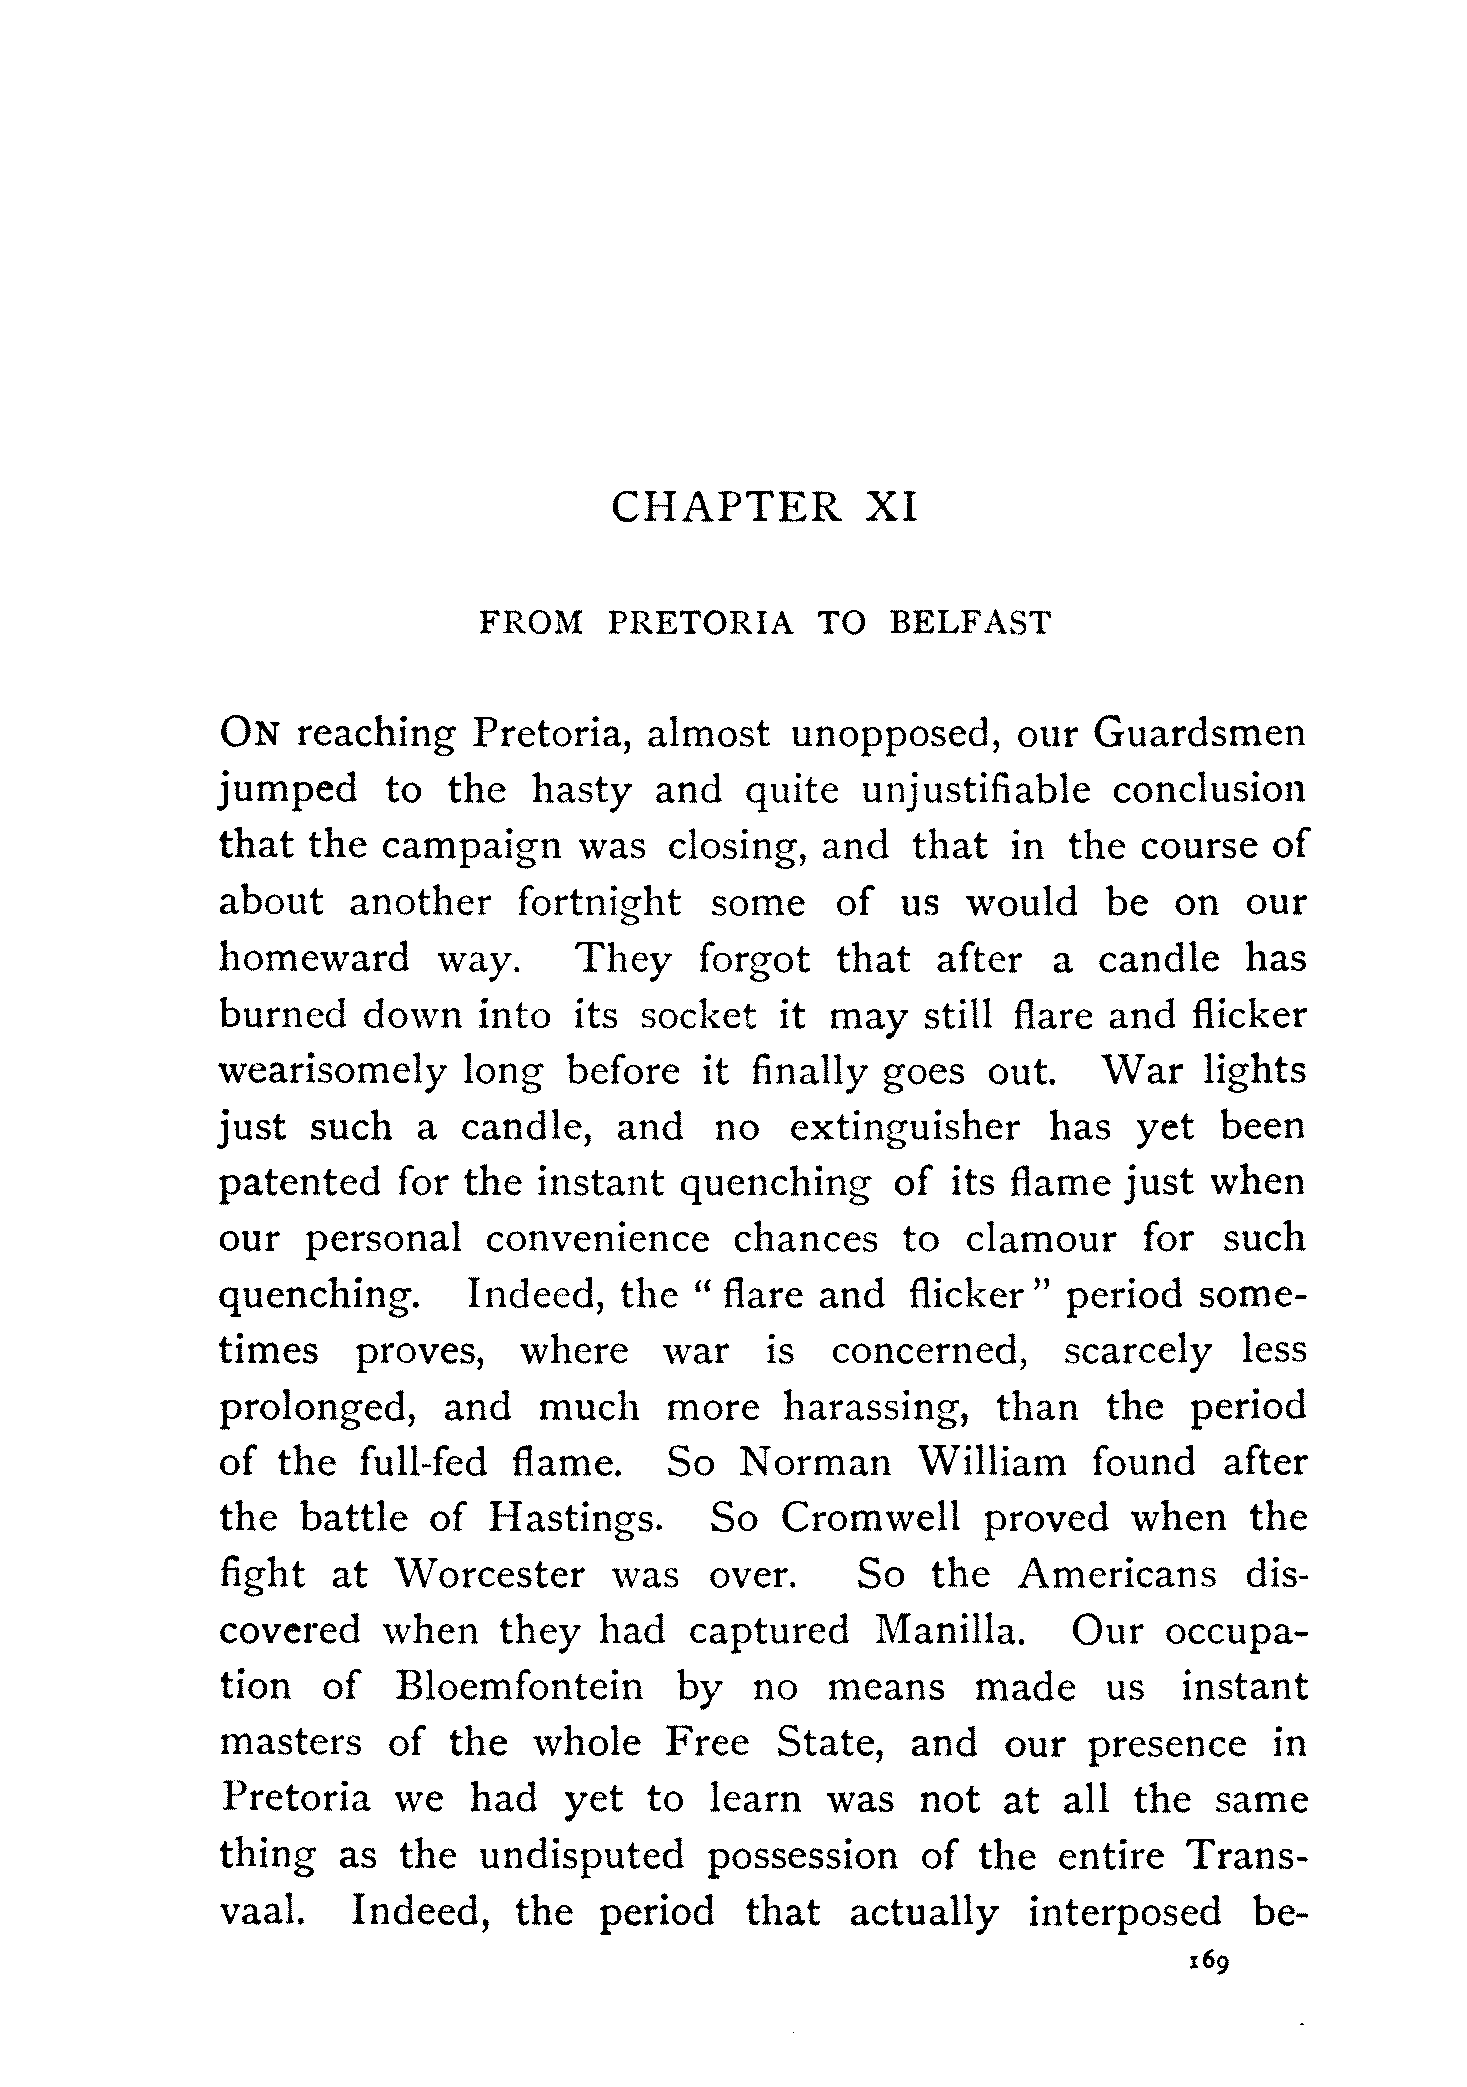 CHAPTER XI
FROM PRETORIA TO BELFAST
ON reaching Pretoria, almost unopposed, our Guardsmen
jumped to the hasty and quite unjustifiable conclusion
that the campaign was closing, and that in the course of
about another fortnight some of us would be on our
homeward way. They forgot that after a candle has
burned down into its socket it may still flare and flicker
wearisomely long before it finally goes out. War lights
just such a candle, and no extinguisher has yet been
patented for the instant quenching of its flame just when
our personal convenience chances to clamour for such
quenching. Indeed, the “ flare and flicker ” period some-
times proves, where war is concerned, scarcely less
prolonged, and much more harassing, than the period
of the full-fed flame. So Norman William found after
the battle of Hastings. So Cromwell proved when the
fight at Worcester was over. So the Americans dis-
covered when they had captured Manilla. Our occupa-
tion of Bloemfontein by no means made us instant
masters of the whole Free State, and our presence in
Pretoria we had yet to learn was not at all the same
thing as the undisputed possession of the entire Trans-
vaal. Indeed, the period that actually interposed be-
169